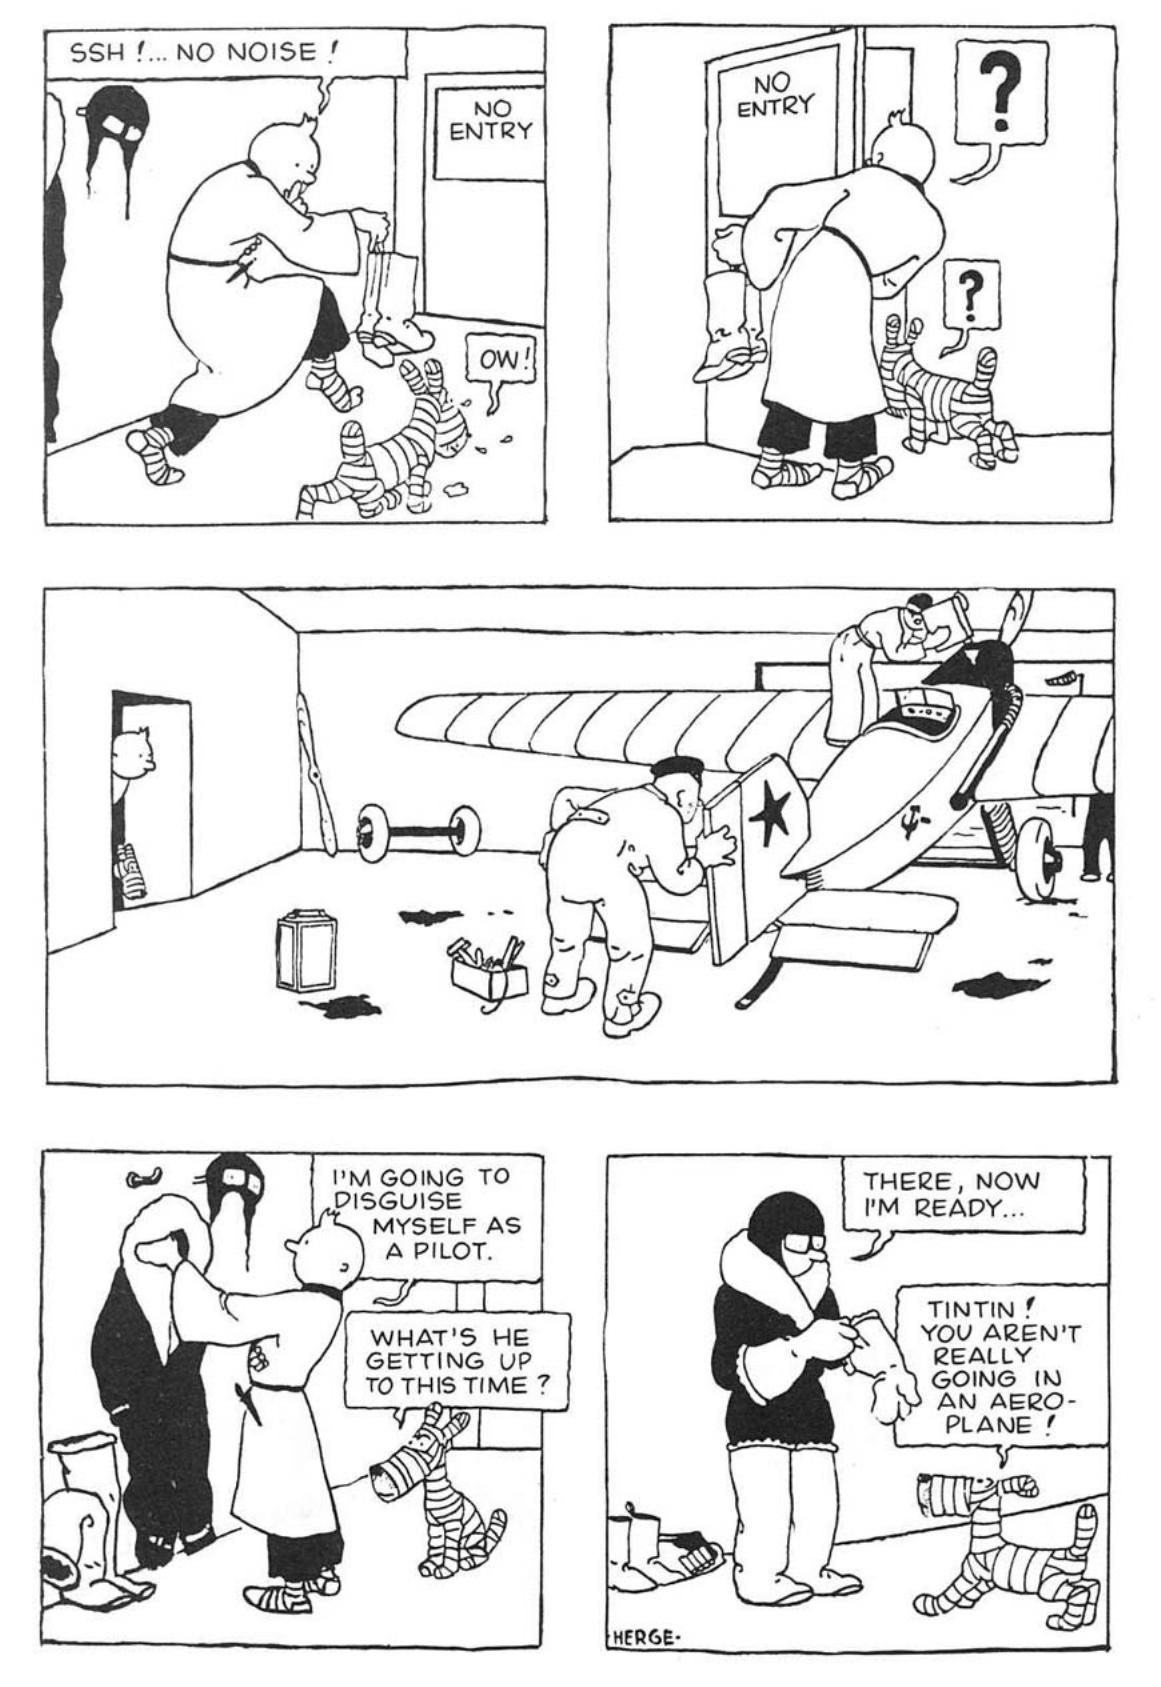 SSH !... NO NOISE !
NO
ENTRY
OW!
NO
ENTRY
?
?
I'M GOING TO
DISGUISE
MYSELF AS
A PILOT.
WHAT'S HE
GETTING UP
TO THIS TIME ?
THERE, NOW
I'M READY...
TINTIN !
YOU AREN'T
REALLY
GOING IN
AN AERO-
PLANE !
HERGE-